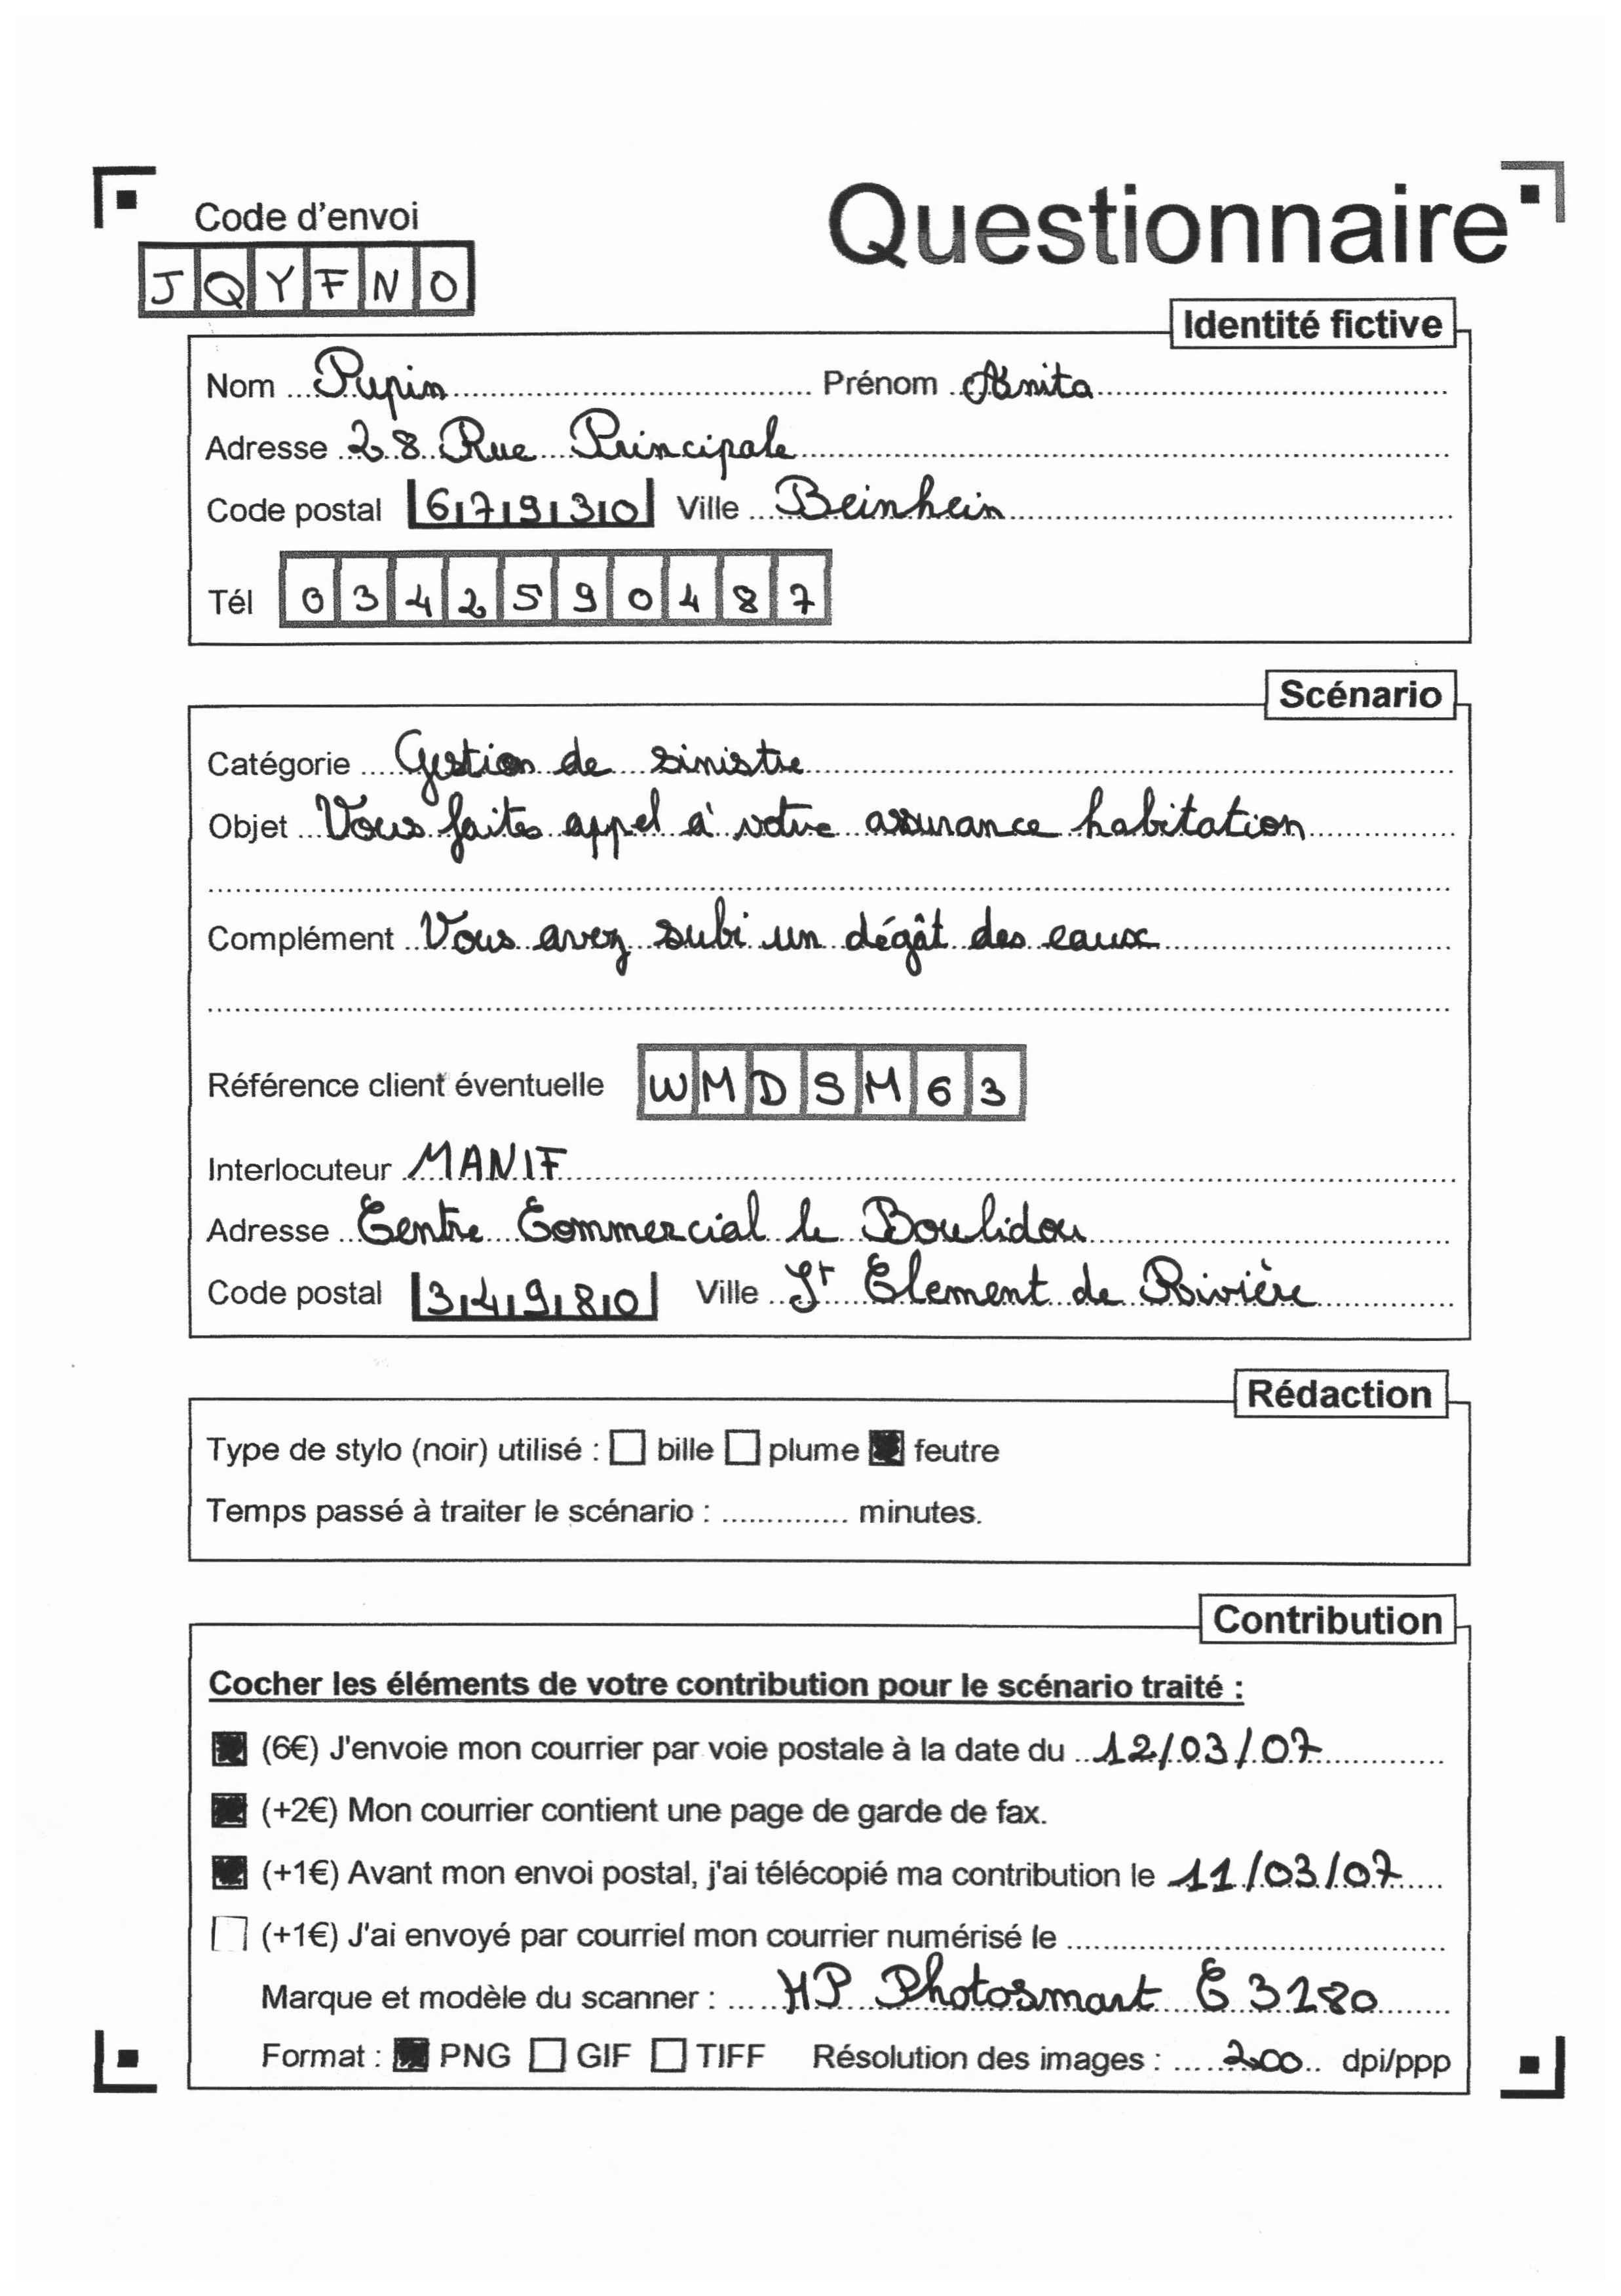 Code d'envoi
Questionnaire
JQYFNO
Identité fictive
Nom Pupin Prénom Anita
Adresse 28 Rue Principale
Code postal 67930 Ville Beinhein
Tél 0342590487
Scénario
Catégorie Gestion de sinistre
Objet Vous faites appel à votre assurance habitation
Complément Vous avez subi un dégât des eaux
Référence client éventuelle WMDSM63
Interlocuteur MANIF
Adresse Centre Commercial le Boulidou
Code postal 34980 Ville St Clement de Rivière
Rédaction
Type de stylo (noir) utilisé : bille plume feutre
Temps passé à traiter le scénario : .............. minutes.
Contribution
Cocher les éléments de votre contribution pour le scénario traité :
(6€) J'envoie mon courrier par voie postale à la date du 12/03/07
(+2€) Mon courrier contient une page de garde de fax.
(+1€) Avant mon envoi postal, j'ai télécopié ma contribution le 11/03/07
(+1€) J'ai envoyé par courriel mon courrier numérisé le
Marque et modèle du scanner : HP Photosmart C3180
Format : PNG GIF TIFF Résolution des images : 200 dpi/ppp